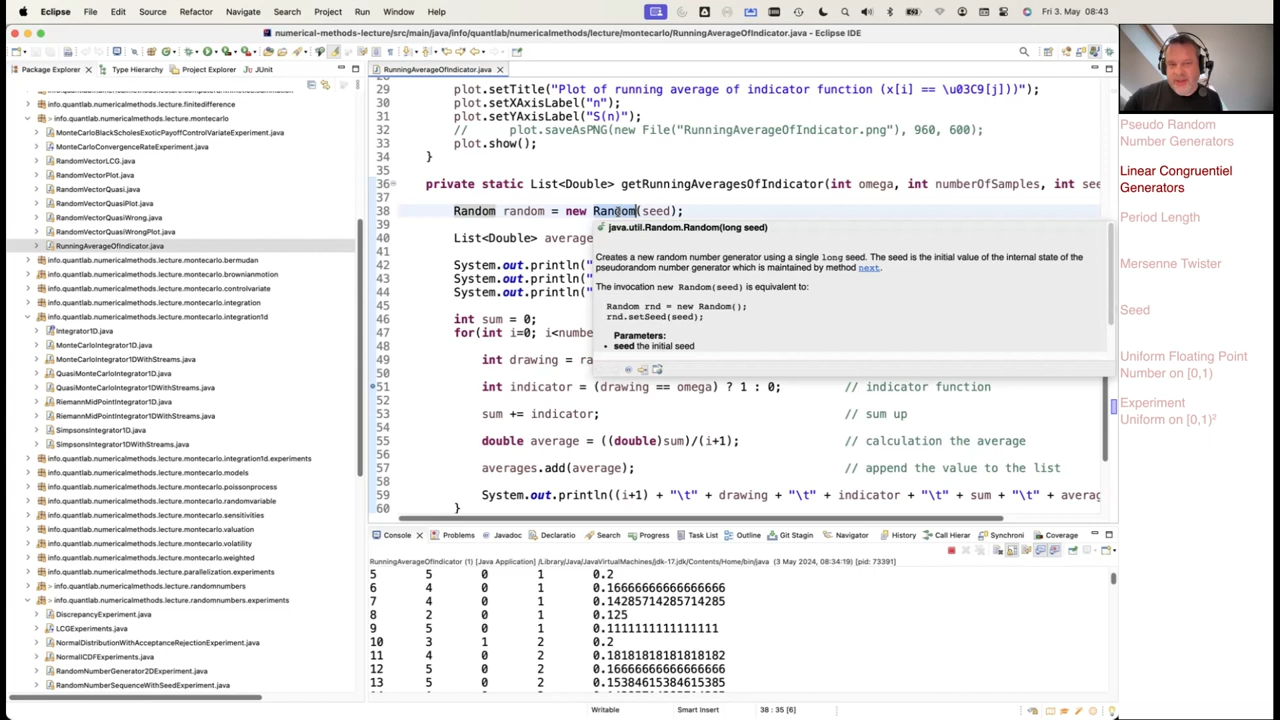 Eclipse File Edit Source Refactor Navigate Search Project Run Window Help Fri 3. May 08:43
numerical-methods-lecture/src/main/java/info/quantlab/numericalmethods/lecture/montecarlo/RunningAverageOfIndicator.java – Eclipse IDE
Package Explorer Type Hierarchy Project Explorer JUnit
info.quantlab.numericalmethods.lecture.finitedifference
info.quantlab.numericalmethods.lecture.montecarlo
MonteCarloBlackScholesExoticPayoffControlVariateExperiment.java
MonteCarloConvergenceRateExperiment.java
RandomVectorLCG.java
RandomVectorPlot.java
RandomVectorQuasi.java
RandomVectorQuasiPlot.java
RandomVectorQuasiWrong.java
RandomVectorQuasiWrongPlot.java
RunningAverageOfIndicator.java
info.quantlab.numericalmethods.lecture.montecarlo.bermudan
info.quantlab.numericalmethods.lecture.montecarlo.brownianmotion
info.quantlab.numericalmethods.lecture.montecarlo.controlvariate
info.quantlab.numericalmethods.lecture.montecarlo.integration
info.quantlab.numericalmethods.lecture.montecarlo.integration1d
Integrator1D.java
MonteCarloIntegrator1D.java
MonteCarloIntegrator1DWithStreams.java
QuasiMonteCarloIntegrator1D.java
QuasiMonteCarloIntegrator1DWithStreams.java
RiemannMidPointIntegrator1D.java
RiemannMidPointIntegrator1DWithStreams.java
SimpsonsIntegrator1D.java
SimpsonsIntegrator1DWithStreams.java
info.quantlab.numericalmethods.lecture.montecarlo.integration1d.experiments
info.quantlab.numericalmethods.lecture.montecarlo.models
info.quantlab.numericalmethods.lecture.montecarlo.poissonprocess
info.quantlab.numericalmethods.lecture.montecarlo.randomvariable
info.quantlab.numericalmethods.lecture.montecarlo.sensitivities
info.quantlab.numericalmethods.lecture.montecarlo.valuation
info.quantlab.numericalmethods.lecture.montecarlo.volatility
info.quantlab.numericalmethods.lecture.montecarlo.weighted
info.quantlab.numericalmethods.lecture.parallelization.experiments
> info.quantlab.numericalmethods.lecture.randomnumbers
> info.quantlab.numericalmethods.lecture.randomnumbers.experiments
DiscrepancyExperiment.java
LCGExperiments.java
NormalDistributionWithAcceptanceRejectionExperiment.java
NormalICDFExperiments.java
RandomNumberGenerator2DExperiment.java
RandomNumberSequenceWithSeedExperiment.java
RunningAverageOfIndicator.java
29 plot.setTitle("Plot of running average of indicator function (x[i] == \u03C9[j]))");
30 plot.setXAxisLabel("n");
31 plot.setYAxisLabel("S(n)");
32 // plot.saveAsPNG(new File("RunningAverageOfIndicator.png"), 960, 600);
33 plot.show();
34 }
35
36 private static List<Double> getRunningAveragesOfIndicator(int omega, int numberOfSamples, int see
37
38 Random random = new Random(seed);
39
40 List<Double> average
41
42 System.out.println("
43 System.out.println("
44 System.out.println("
45
46 int sum = 0;
47 for(int i=0; i<numbe
48
49 int drawing = ra
50
51 int indicator = (drawing == omega) ? 1 : 0; // indicator function
52
53 sum += indicator; // sum up
54
55 double average = ((double)sum)/(i+1); // calculation the average
56
57 averages.add(average); // append the value to the list
58
59 System.out.println((i+1) + "\t" + drawing + "\t" + indicator + "\t" + sum + "\t" + averag
60 }
java.util.Random.Random(long seed)
Creates a new random number generator using a single long seed. The seed is the initial value of the internal state of the
pseudorandom number generator which is maintained by method next.
The invocation new Random(seed) is equivalent to:
Random rnd = new Random();
rnd.setSeed(seed);
Parameters:
• seed the initial seed
Console Problems Javadoc Declaratio Search Progress Task List Outline Git Stagin Navigator History Call Hierar Synchroni Coverage
RunningAverageOfIndicator (1) [Java Application] /Library/Java/JavaVirtualMachines/jdk-17.jdk/Contents/Home/bin/java (3 May 2024, 08:34:19) [pid: 73391]
5 5 0 1 0.2
6 4 0 1 0.16666666666666666
7 4 0 1 0.14285714285714285
8 2 0 1 0.125
9 5 0 1 0.1111111111111111
10 3 1 2 0.2
11 4 0 2 0.18181818181818182
12 5 0 2 0.16666666666666666
13 5 0 2 0.15384615384615385
Writable Smart Insert 38 : 35 [6]
Pseudo Random
Number Generators
Linear Congruentiel
Generators
Period Length
Mersenne Twister
Seed
Uniform Floating Point
Number on [0,1)
Experiment
Uniform on [0,1)²